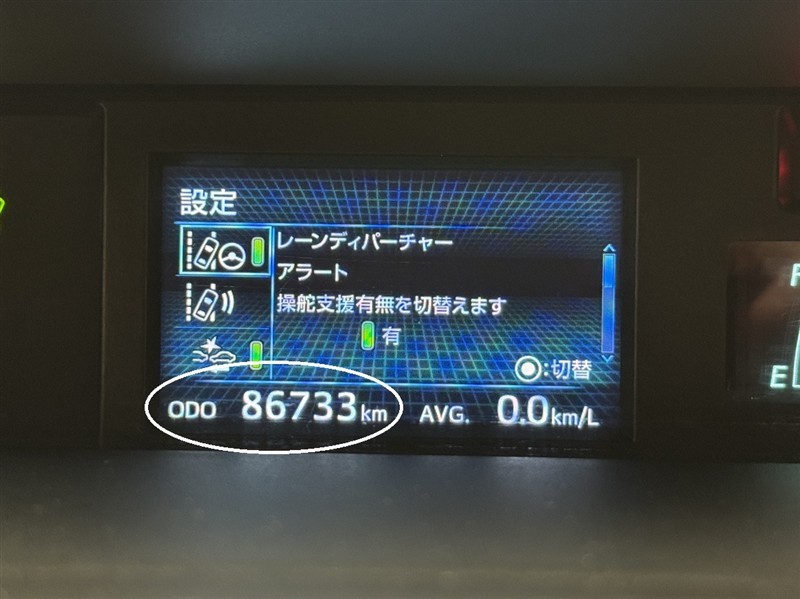 設定
レーンディパーチャー
アラート
操舵支援有無を切替えます
有
:切替
ODO 86733km AVG. 0.0km/L
E